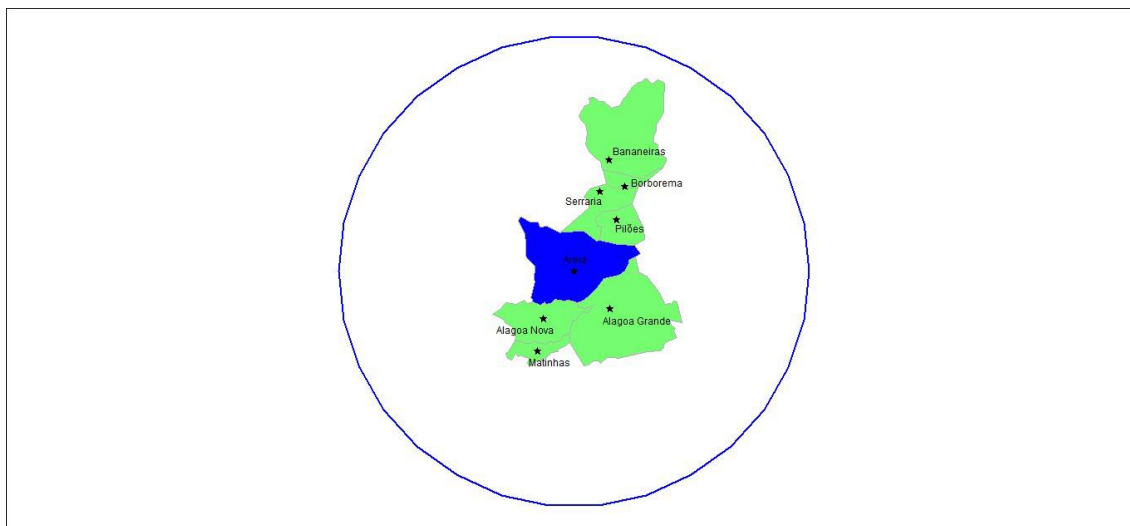 Bananeiras
Borborema
Serraria
Pilões
Areia
Alagoa Grande
Alagoa Nova
Matinhas